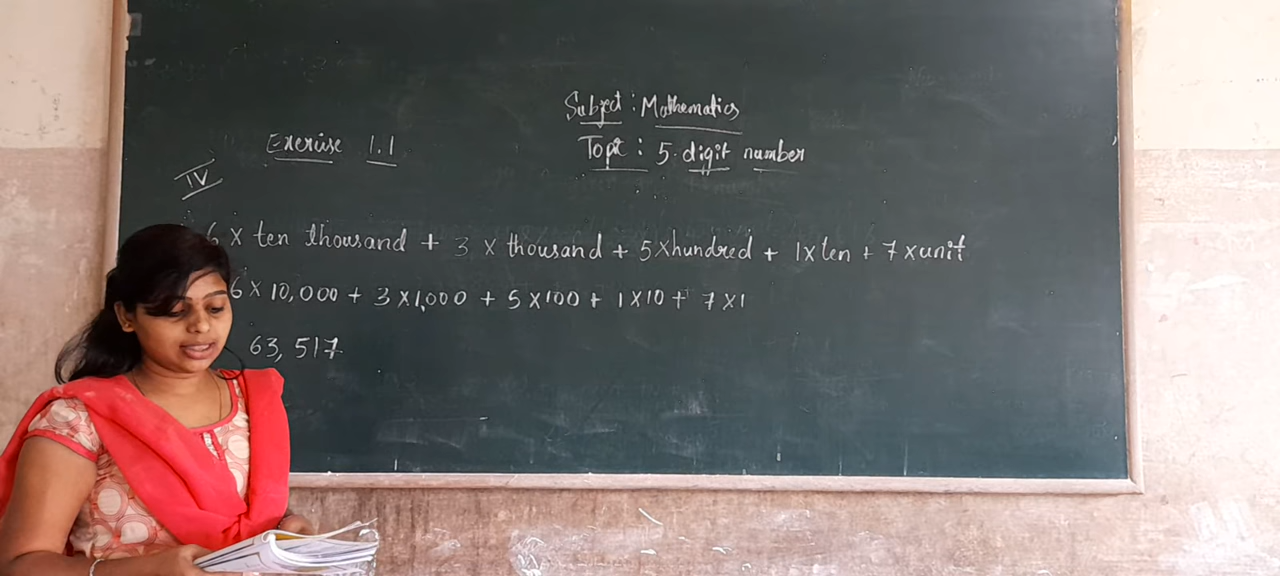 Subject : Mathematics
Exercise 1.1
Topic : 5 digit number
IV
6 x ten thousand + 3 x thousand + 5 x hundred + 1 x ten + 7 x unit
6 x 10,000 + 3 x 1,000 + 5 x 100 + 1 x 10 + 7 x 1
63,517